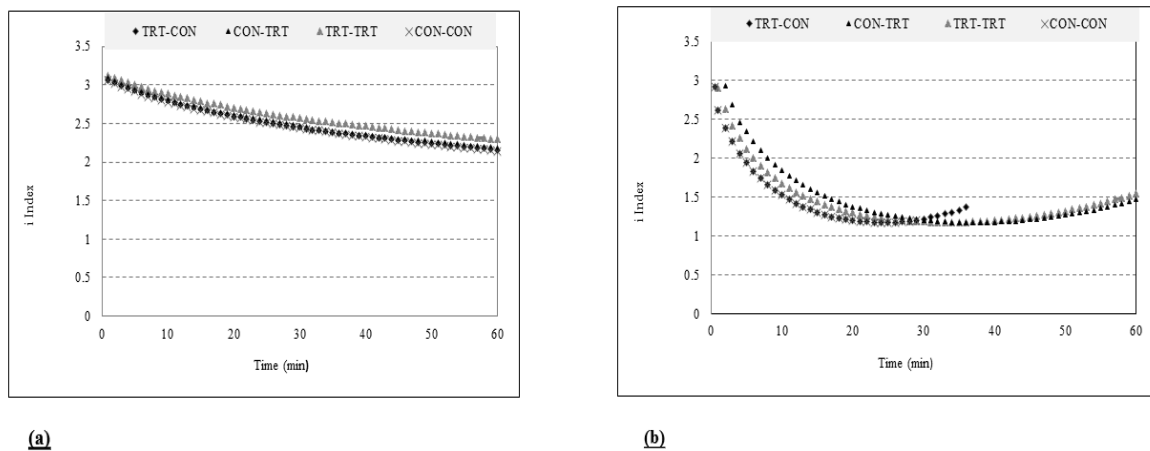 TRT-CON CON-TRT TRT-TRT CON-CON
3.5
3
2.5
2
1.5
1
0.5
0
i Index
0 10 20 30 40 50 60
Time (min)
(a)
TRT-CON CON-TRT TRT-TRT CON-CON
3.5
3
2.5
2
1.5
1
0.5
0
i Index
0 10 20 30 40 50 60
Time (min)
(b)